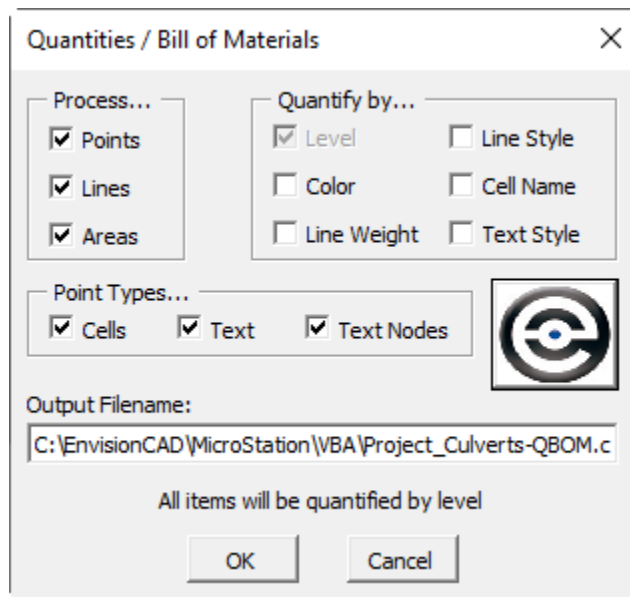 Quantities / Bill of Materials
Process...
Points
Lines
Areas
Quantify by...
Level
Line Style
Color
Cell Name
Line Weight
Text Style
Point Types...
Cells
Text
Text Nodes
Output Filename:
C:\EnvisionCAD\MicroStation\VBA\Project_Culverts-QBOM.c
All items will be quantified by level
OK
Cancel